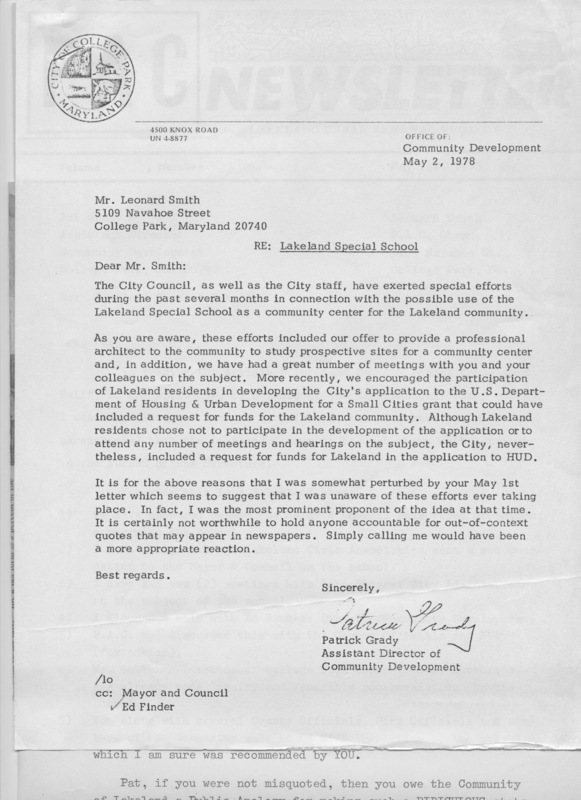 CITY OF COLLEGE PARK
MARYLAND
C
NEWSLETTER
4500 KNOX ROAD
UN 4-8877
OFFICE OF:
Community Development
May 2, 1978
Mr. Leonard Smith
5109 Navahoe Street
College Park, Maryland 20740
RE: Lakeland Special School
Dear Mr. Smith:
The City Council, as well as the City staff, have exerted special efforts
during the past several months in connection with the possible use of the
Lakeland Special School as a community center for the Lakeland community.
As you are aware, these efforts included our offer to provide a professional
architect to the community to study prospective sites for a community center
and, in addition, we have had a great number of meetings with you and your
colleagues on the subject. More recently, we encouraged the participation
of Lakeland residents in developing the City's application to the U.S. Depart-
ment of Housing & Urban Development for a Small Cities grant that could have
included a request for funds for the Lakeland community. Although Lakeland
residents chose not to participate in the development of the application or to
attend any number of meetings and hearings on the subject, the City, never-
theless, included a request for funds for Lakeland in the application to HUD.
It is for the above reasons that I was somewhat perturbed by your May 1st
letter which seems to suggest that I was unaware of these efforts ever taking
place. In fact, I was the most prominent proponent of the idea at that time.
It is certainly not worthwhile to hold anyone accountable for out-of-context
quotes that may appear in newspapers. Simply calling me would have been
a more appropriate reaction.
Best regards.
Sincerely,
Patrick Grady
Patrick Grady
Assistant Director of
Community Development
/lo
cc: Mayor and Council
Ed Finder
which I am sure was recommended by YOU.
Pat, if you were not misquoted, then you owe the Community
of Lakeland a Public Apology for making such a RIDICULOUS